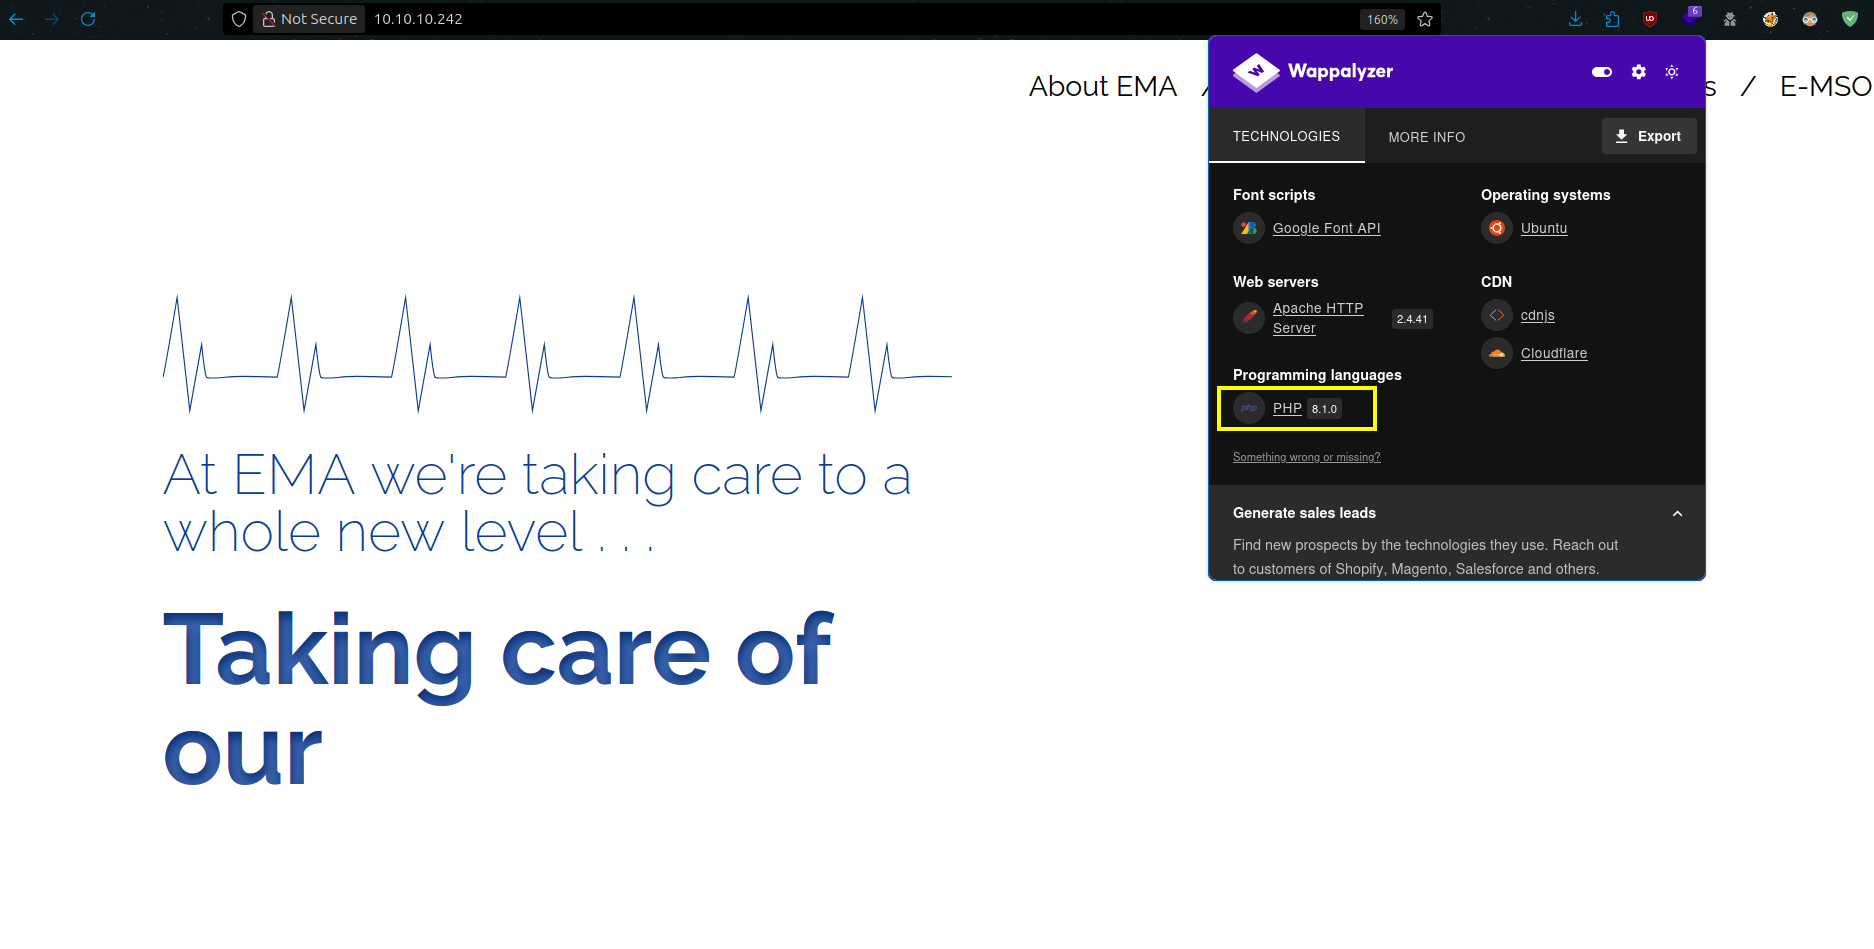 Not Secure 10.10.10.242 160% 6
About EMA / s / E-MSO
Wappalyzer
TECHNOLOGIES MORE INFO Export
Font scripts
Google Font API
Operating systems
Ubuntu
Web servers
Apache HTTP
Server 2.4.41
CDN
cdnjs
Cloudflare
Programming languages
php PHP 8.1.0
Something wrong or missing?
Generate sales leads
Find new prospects by the technologies they use. Reach out
to customers of Shopify, Magento, Salesforce and others.
At EMA we're taking care to a
whole new level . . .
Taking care of
our